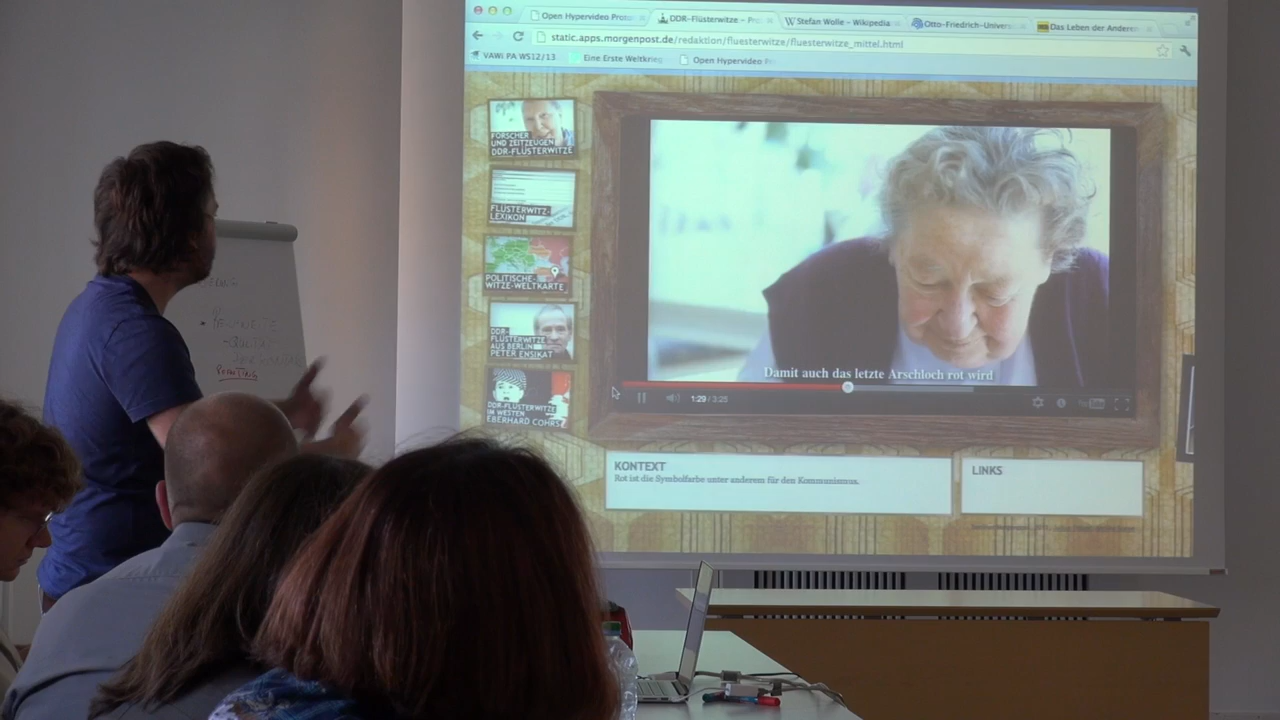 Open Hypervideo
DDR-Flüsterwitze -
Stefan Wolle - Wikipedia
Otto-Friedrich-Univers
Das Leben der Anderen
static.apps.morgenpost.de/redaktion/fluesterwitze/fluesterwitze_mittel.html
VAWi PA WS12/13
Eine Erste Weltkrieg
Open Hypervideo
FORSCHER
UND ZEITZEUGEN
DDR-FLÜSTERWITZE
FLÜSTERWITZ-
LEXIKON
POLITISCHE-
WITZE-WELTKARTE
DDR-
FLÜSTERWITZE
AUS BERLIN
PETER ENSIKAT
DDR-FLÜSTERWITZE
IM WESTEN
EBERHARD COHRS
Damit auch das letzte Arschloch rot wird
1:29 / 3:25
KONTEXT
Rot ist die Symbolfarbe unter anderem für den Kommunismus.
LINKS